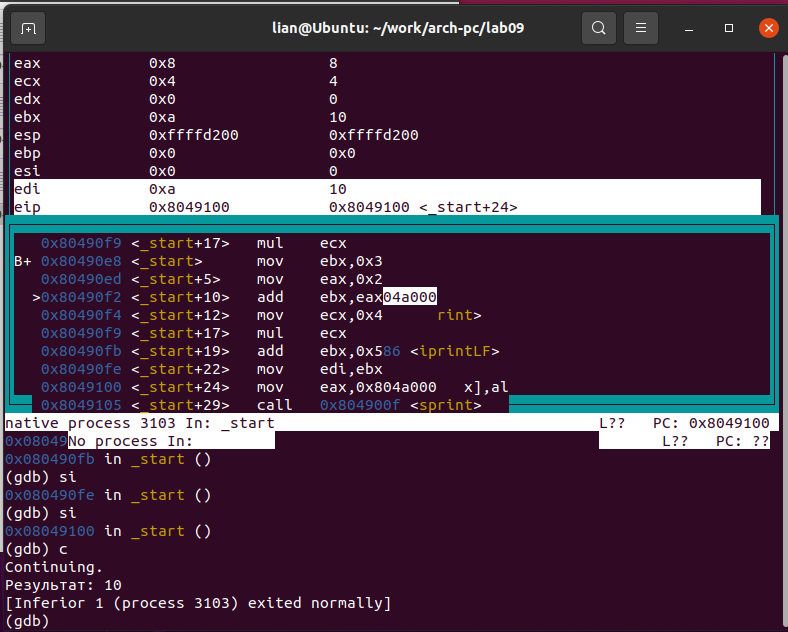 lian@Ubuntu: ~/work/arch-pc/lab09
eax 0x8 8
ecx 0x4 4
edx 0x0 0
ebx 0xa 10
esp 0xffffd200 0xffffd200
ebp 0x0 0x0
esi 0x0 0
edi 0xa 10
eip 0x8049100 0x8049100 <_start+24>
0x80490f9 <_start+17> mul ecx
B+ 0x80490e8 <_start> mov ebx,0x3
0x80490ed <_start+5> mov eax,0x2
>0x80490f2 <_start+10> add ebx,eax04a000
0x80490f4 <_start+12> mov ecx,0x4 rint>
0x80490f9 <_start+17> mul ecx
0x80490fb <_start+19> add ebx,0x586 <iprintLF>
0x80490fe <_start+22> mov edi,ebx
0x8049100 <_start+24> mov eax,0x804a000 x],al
0x8049105 <_start+29> call 0x804900f <sprint>
native process 3103 In: _start L?? PC: 0x8049100
0x08049No process In: L?? PC: ??
0x080490fb in _start ()
(gdb) si
0x080490fe in _start ()
(gdb) si
0x08049100 in _start ()
(gdb) c
Continuing.
Результат: 10
[Inferior 1 (process 3103) exited normally]
(gdb)